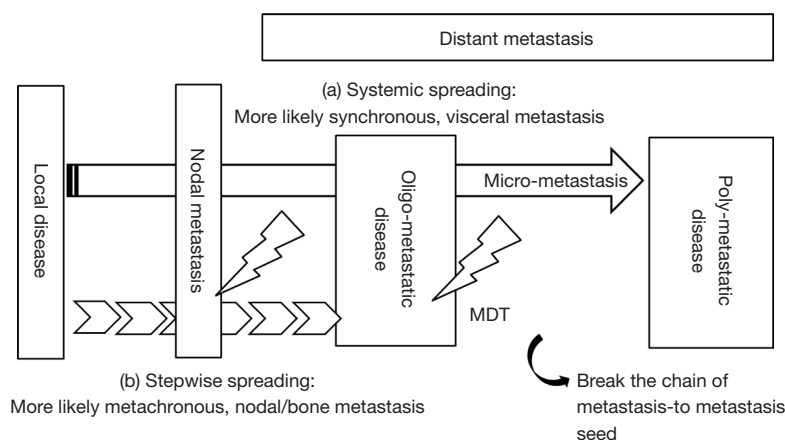 Distant metastasis
(a) Systemic spreading:
More likely synchronous, visceral metastasis
Local disease
Nodal metastasis
Oligo-metastatic
disease
Micro-metastasis
Poly-metastatic
disease
MDT
(b) Stepwise spreading:
More likely metachronous, nodal/bone metastasis
Break the chain of
metastasis-to metastasis
seed